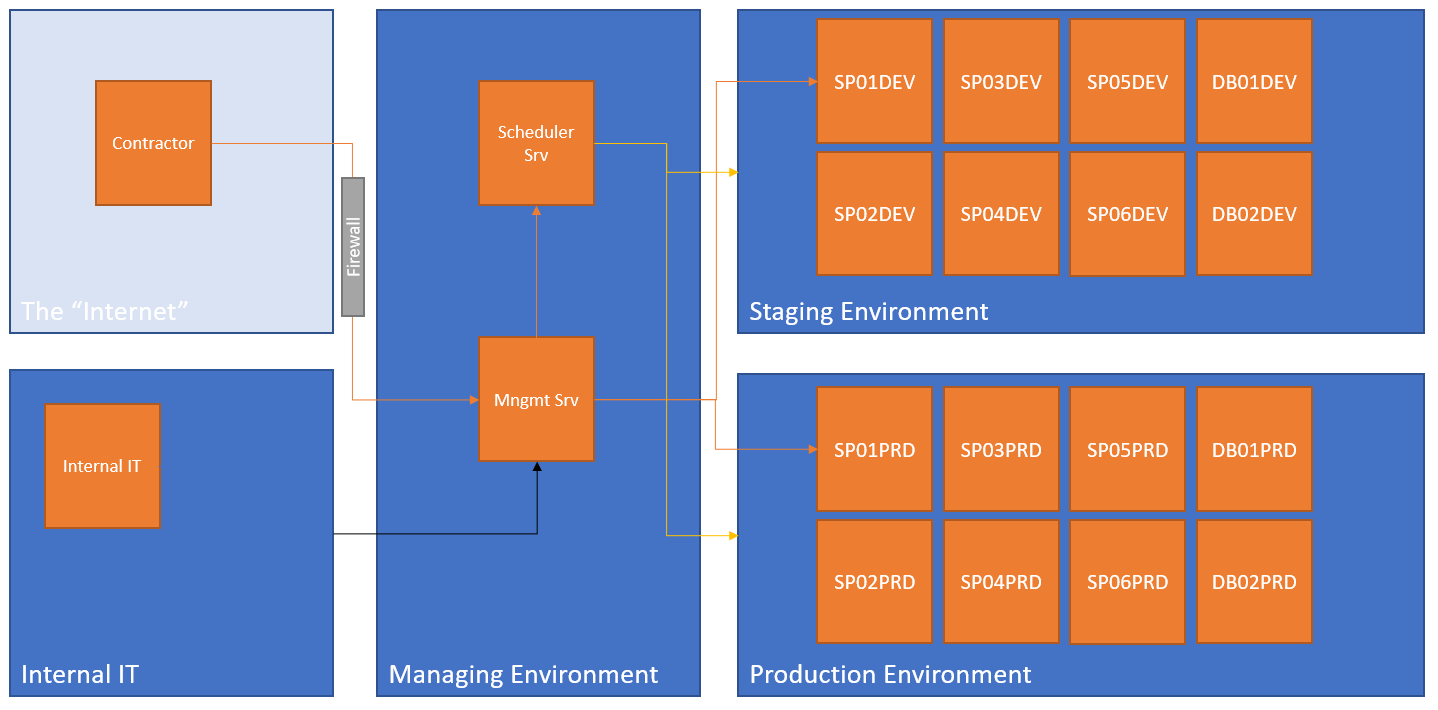 Contractor
Firewall
The “Internet”
Internal IT
Internal IT
Scheduler
Srv
Mngmt Srv
Managing Environment
SP01DEV SP03DEV SP05DEV DB01DEV
SP02DEV SP04DEV SP06DEV DB02DEV
Staging Environment
SP01PRD SP03PRD SP05PRD DB01PRD
SP02PRD SP04PRD SP06PRD DB02PRD
Production Environment